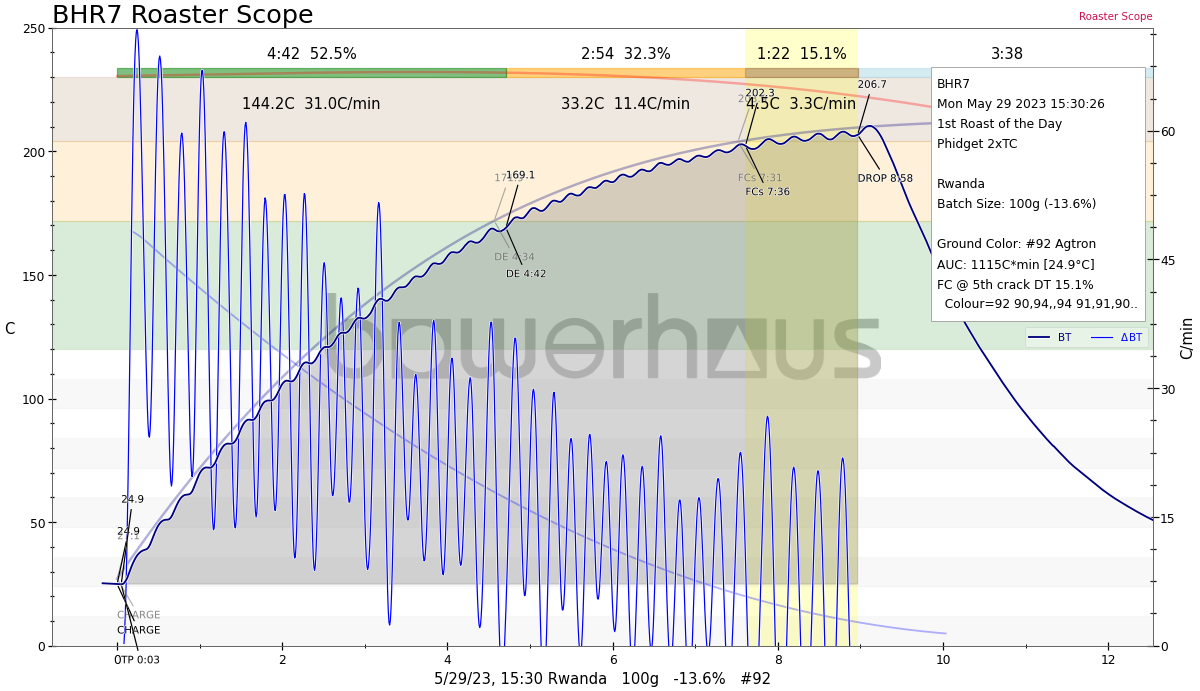 BHR7 Roaster Scope
Roaster Scope
250
200
150
100
50
0
C
4:42 52.5%
2:54 32.3%
1:22 15.1%
3:38
144.2C 31.0C/min
33.2C 11.4C/min
4.5C 3.3C/min
202.3
206.7
169.1
DE 4:34
DE 4:42
FCs 7:31
FCs 7:36
DROP 8:58
24.9
24.9
CHARGE
CHARGE
TP 0:03
bawerhaus
BHR7
Mon May 29 2023 15:30:26
1st Roast of the Day
Phidget 2xTC
Rwanda
Batch Size: 100g (-13.6%)
Ground Color: #92 Agtron
AUC: 1115C*min [24.9°C]
FC @ 5th crack DT 15.1%
Colour=92 90,94,,94 91,91,90..
BT ΔBT
60
45
30
15
0
C/min
0 2 4 6 8 10 12
5/29/23, 15:30 Rwanda 100g -13.6% #92